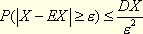 P(|X − EX| ≥ ε) ≤ DX/ε²